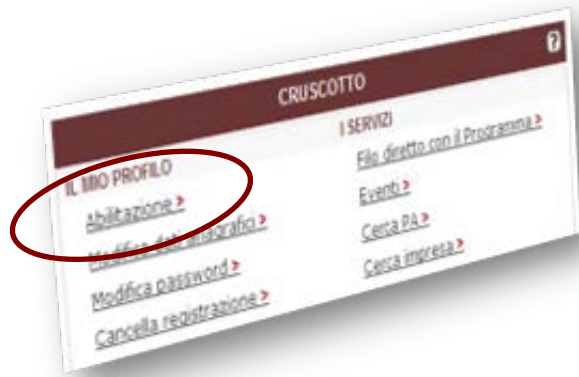 CRUSCOTTO
?
IL MIO PROFILO
Abilitazione >
Modifica dati anagrafici >
Modifica password >
Cancella registrazione >
I SERVIZI
Filo diretto con il Programma >
Eventi >
Cerca PA >
Cerca impresa >